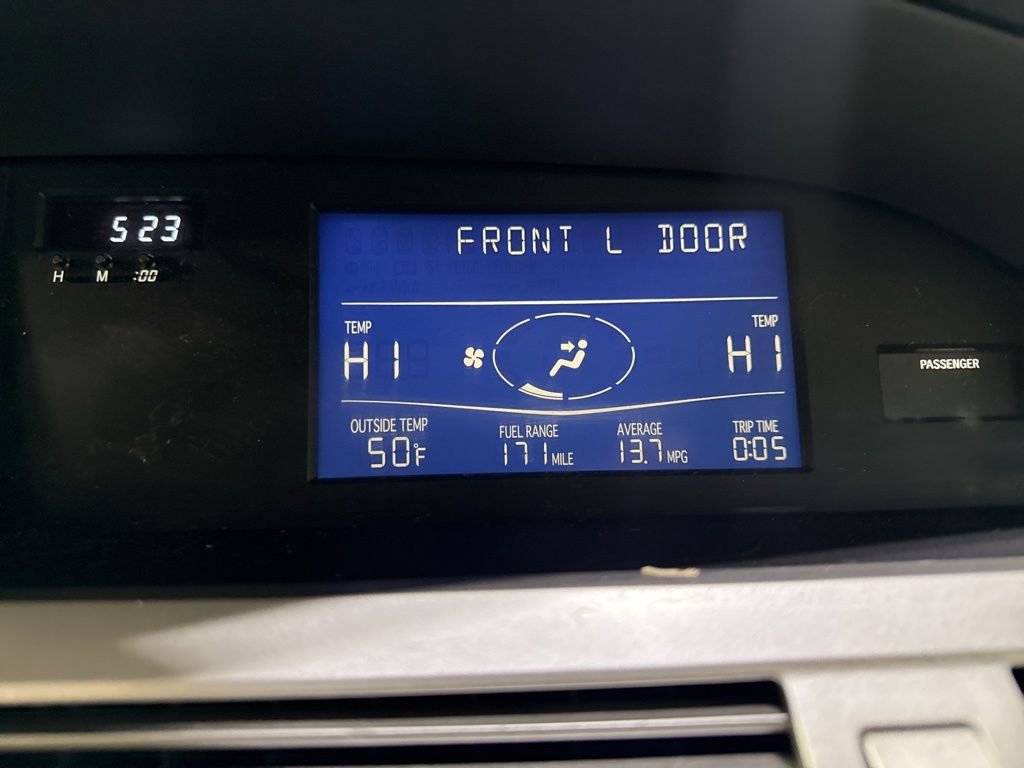 523
H M :00
FRONT L DOOR
TEMP TEMP
HI HI
PASSENGER
OUTSIDE TEMP FUEL RANGE AVERAGE TRIP TIME
50°F 171 MILE 13.7 MPG 0:05